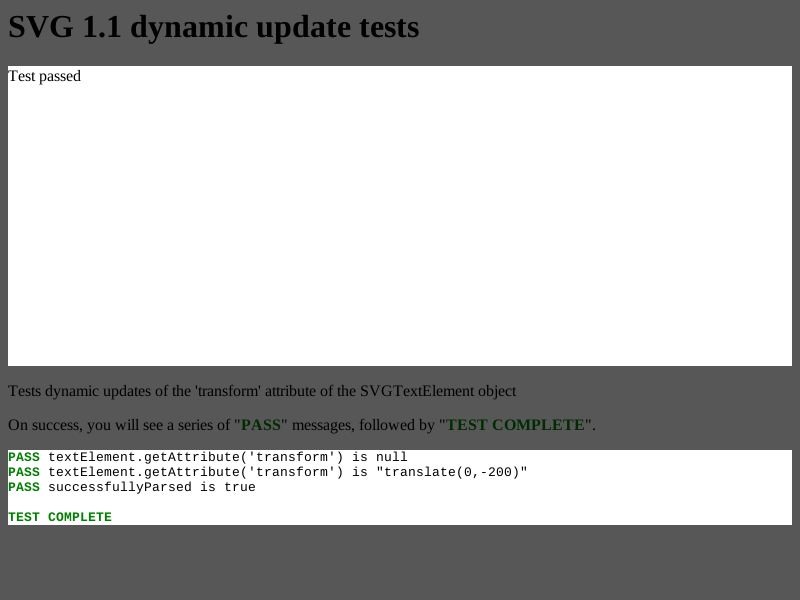 SVG 1.1 dynamic update tests
Test passed
Tests dynamic updates of the 'transform' attribute of the SVGTextElement object
On success, you will see a series of "PASS" messages, followed by "TEST COMPLETE".
PASS textElement.getAttribute('transform') is null
PASS textElement.getAttribute('transform') is "translate(0,-200)"
PASS successfullyParsed is true
TEST COMPLETE